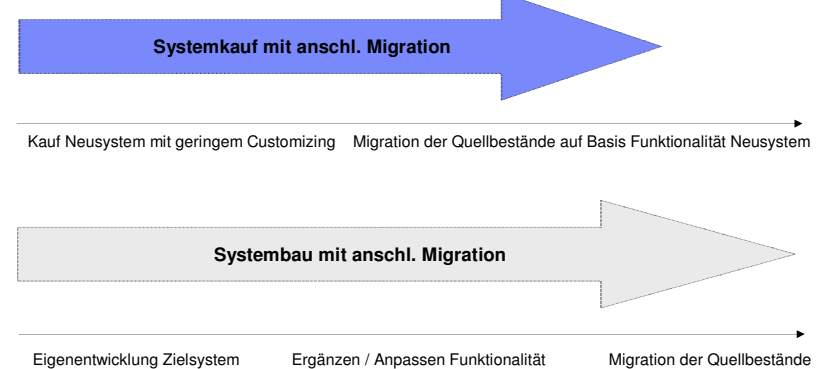 Systemkauf mit anschl. Migration
Kauf Neusystem mit geringem Customizing Migration der Quellbestände auf Basis Funktionalität Neusystem
Systembau mit anschl. Migration
Eigenentwicklung Zielsystem Ergänzen / Anpassen Funktionalität Migration der Quellbestände